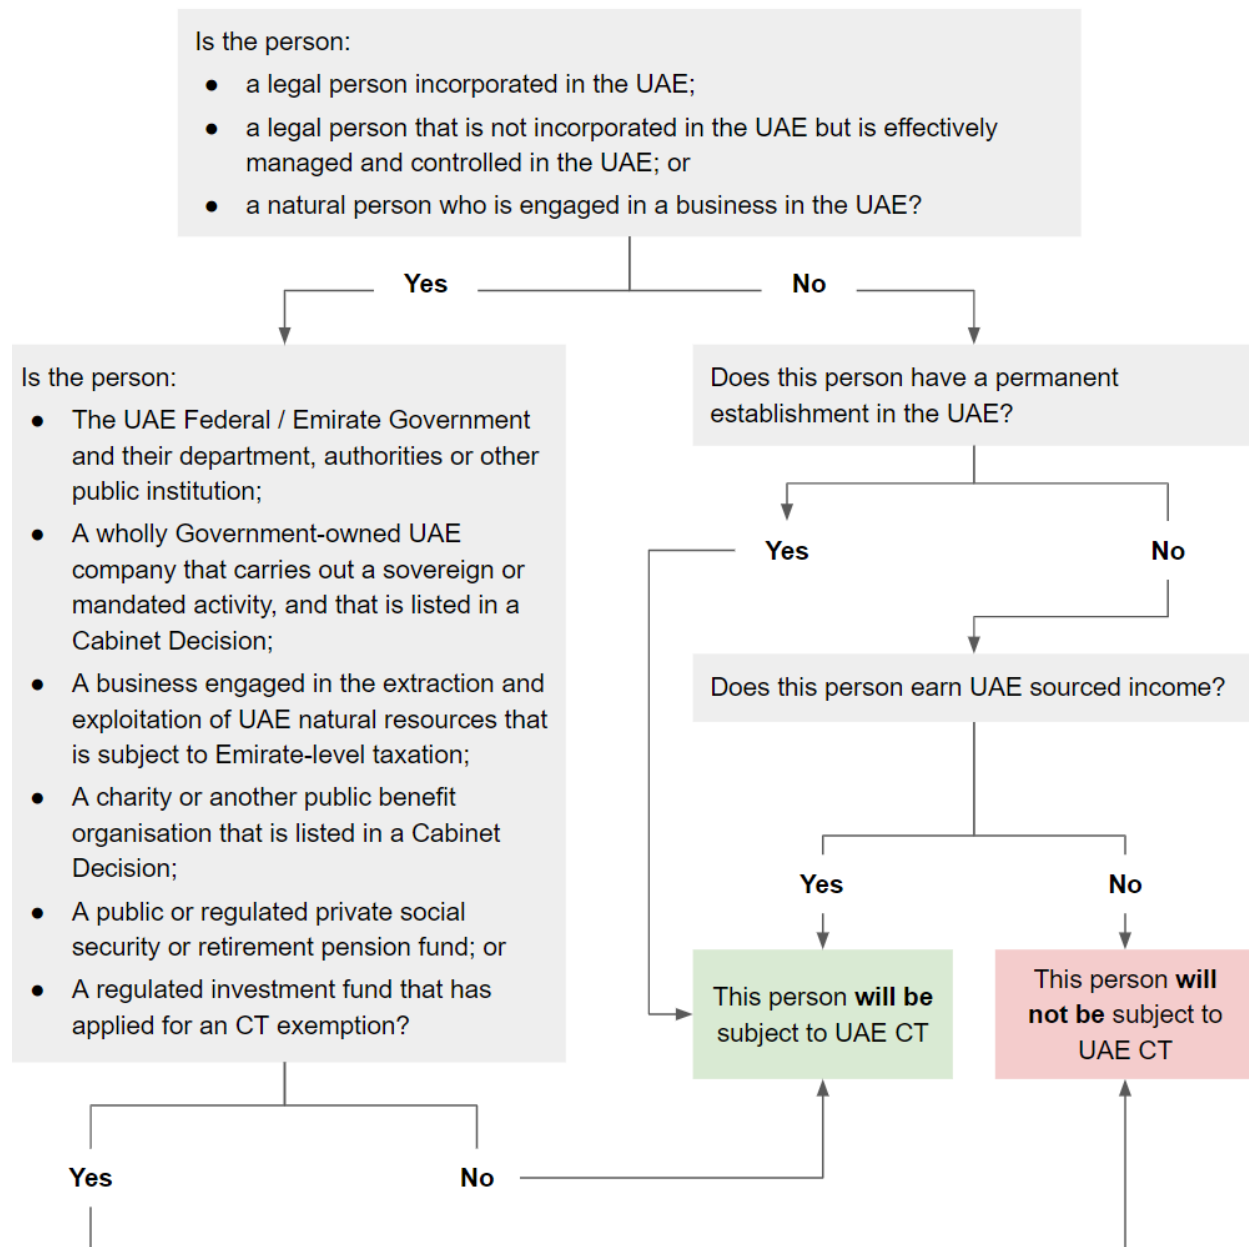 Is the person:
● a legal person incorporated in the UAE;
● a legal person that is not incorporated in the UAE but is effectively
managed and controlled in the UAE; or
● a natural person who is engaged in a business in the UAE?
Yes
No
Is the person:
● The UAE Federal / Emirate Government
and their department, authorities or other
public institution;
● A wholly Government-owned UAE
company that carries out a sovereign or
mandated activity, and that is listed in a
Cabinet Decision;
● A business engaged in the extraction and
exploitation of UAE natural resources that
is subject to Emirate-level taxation;
● A charity or another public benefit
organisation that is listed in a Cabinet
Decision;
● A public or regulated private social
security or retirement pension fund; or
● A regulated investment fund that has
applied for an CT exemption?
Does this person have a permanent
establishment in the UAE?
Yes
No
Does this person earn UAE sourced income?
Yes
No
This person will be
subject to UAE CT
This person will
not be subject to
UAE CT
Yes
No